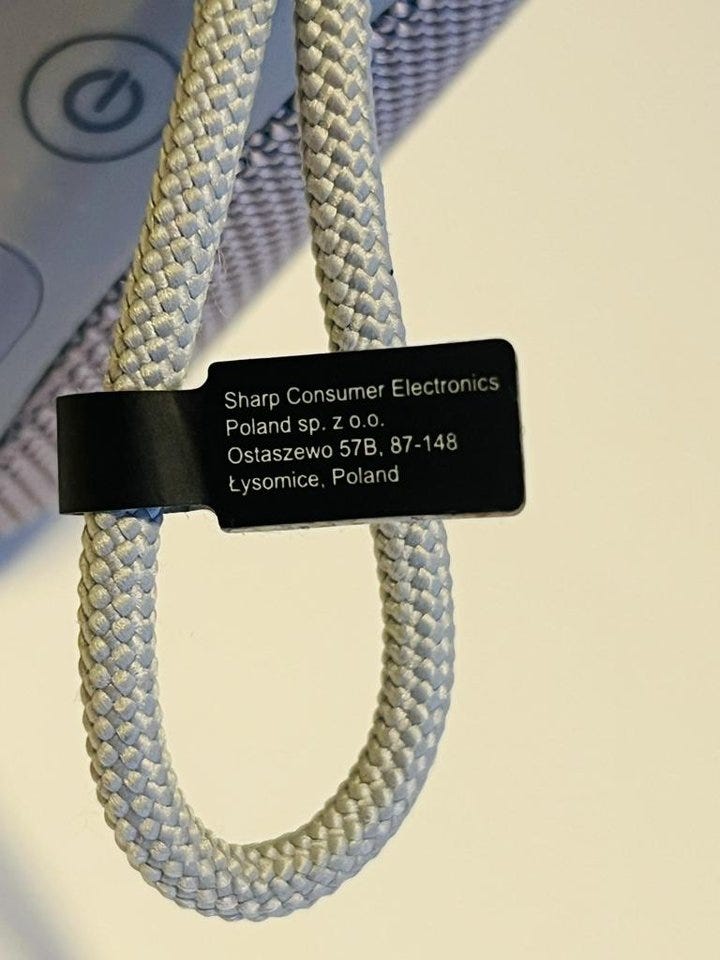 Sharp Consumer Electronics
Poland sp. z o.o.
Ostaszewo 57B, 87-148
Łysomice, Poland